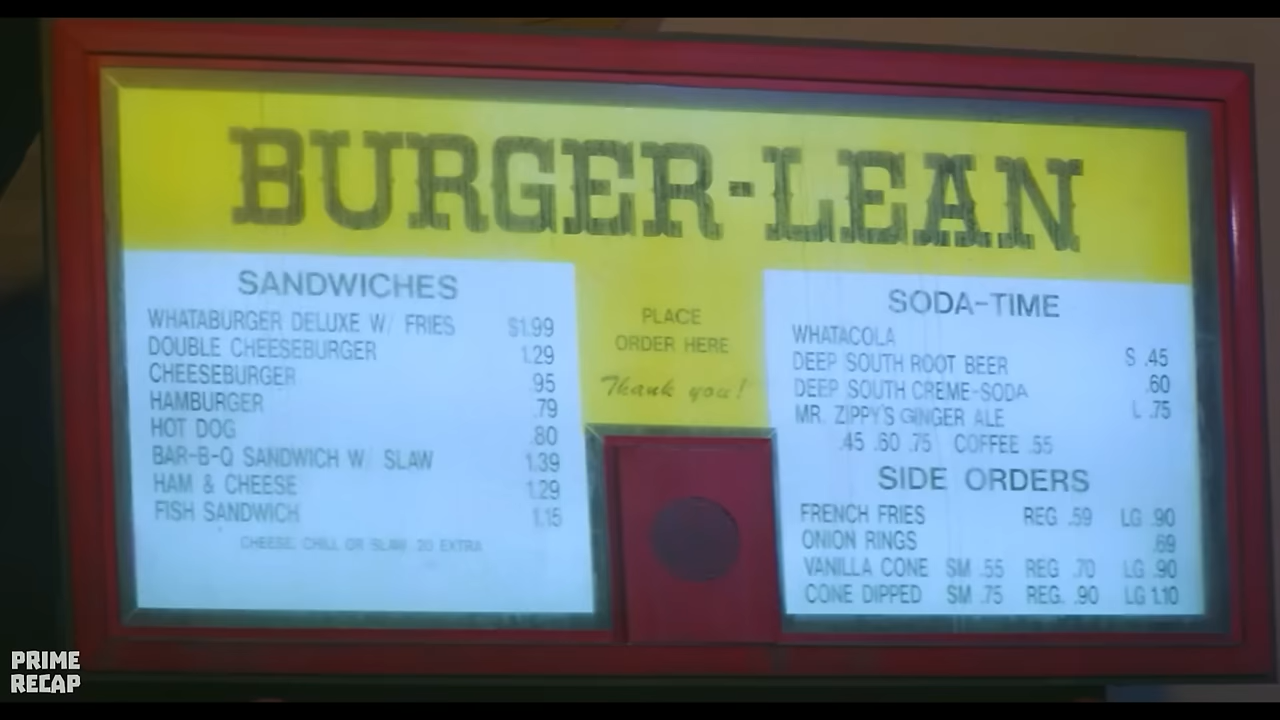 BURGER-LEAN
SANDWICHES
WHATABURGER DELUXE W/ FRIES $1.99
DOUBLE CHEESEBURGER 1.29
CHEESEBURGER .95
HAMBURGER .79
HOT DOG .80
BAR-B-Q SANDWICH W/ SLAW 1.39
HAM & CHEESE 1.29
FISH SANDWICH 1.15
CHEESE, CHILI OR SLAW .20 EXTRA
PLACE
ORDER HERE
Thank you!
SODA-TIME
WHATACOLA
DEEP SOUTH ROOT BEER S .45
DEEP SOUTH CREME-SODA .60
MR. ZIPPY'S GINGER ALE L .75
.45 .60 .75 COFFEE .55
SIDE ORDERS
FRENCH FRIES REG .59 LG .90
ONION RINGS .69
VANILLA CONE SM .55 REG .70 LG .90
CONE DIPPED SM .75 REG. .90 LG 1.10
PRIME
RECAP